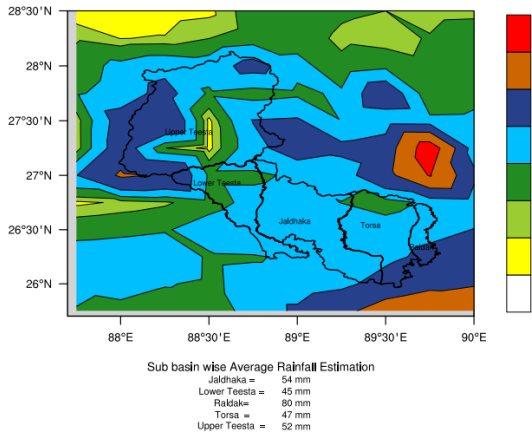 28°30'N
28°N
27°30'N
27°N
26°30'N
26°N
Upper Teesta
Lower Teesta
Jaldhaka
Torsa
Raidak
88°E
88°30'E
89°E
89°30'E
90°E
Sub basin wise Average Rainfall Estimation
Jaldhaka = 54 mm
Lower Teesta = 45 mm
Raidak= 80 mm
Torsa = 47 mm
Upper Teesta = 52 mm